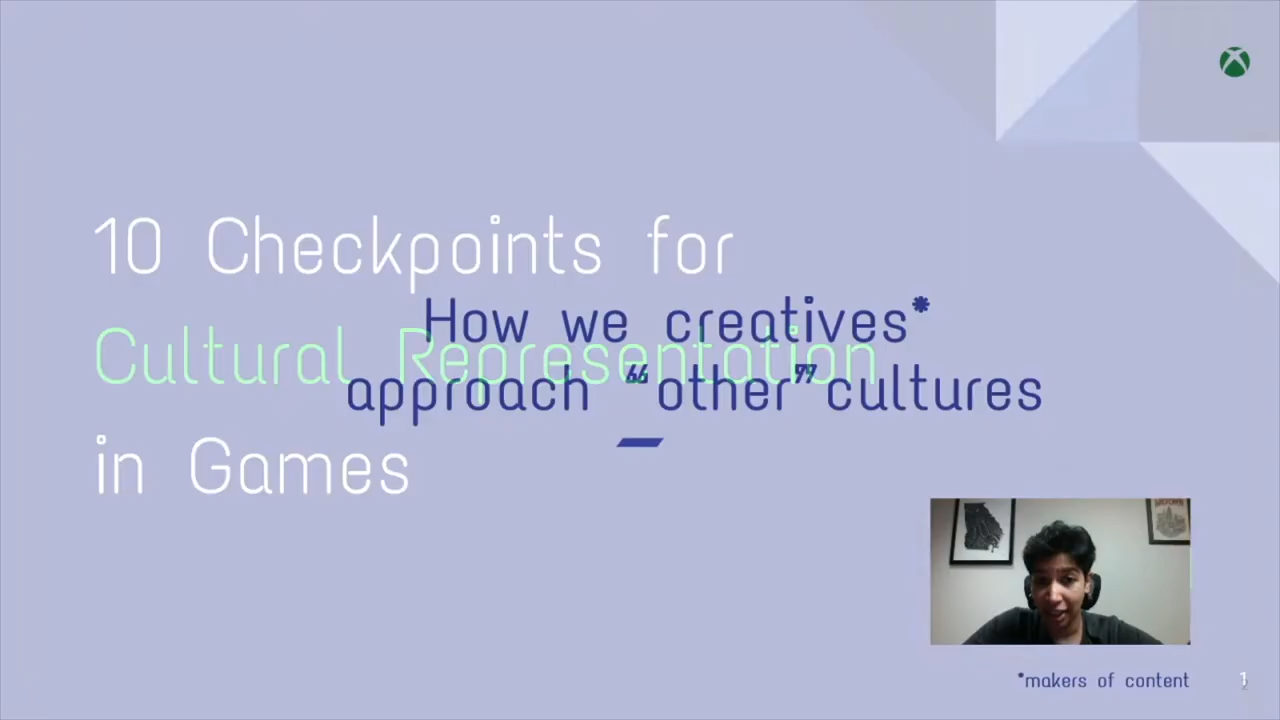 10 Checkpoints for
Cultural Representation
in Games
How we creatives*
approach “other” cultures
*makers of content